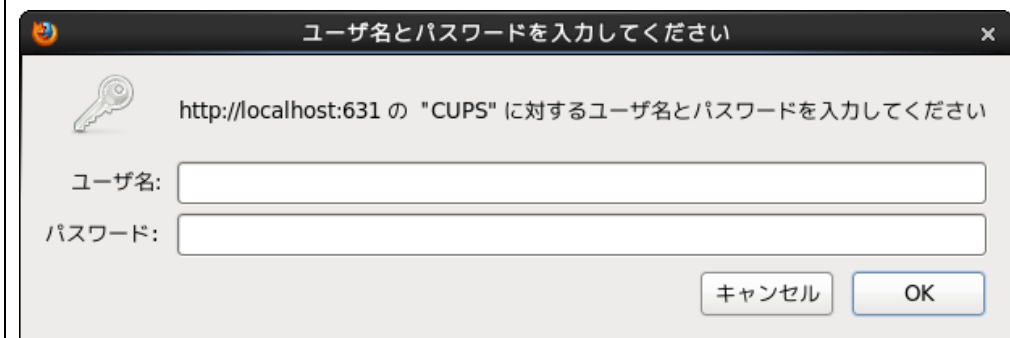 ユーザ名とパスワードを入力してください
http://localhost:631 の "CUPS" に対するユーザ名とパスワードを入力してください
ユーザ名:
パスワード:
キャンセル OK